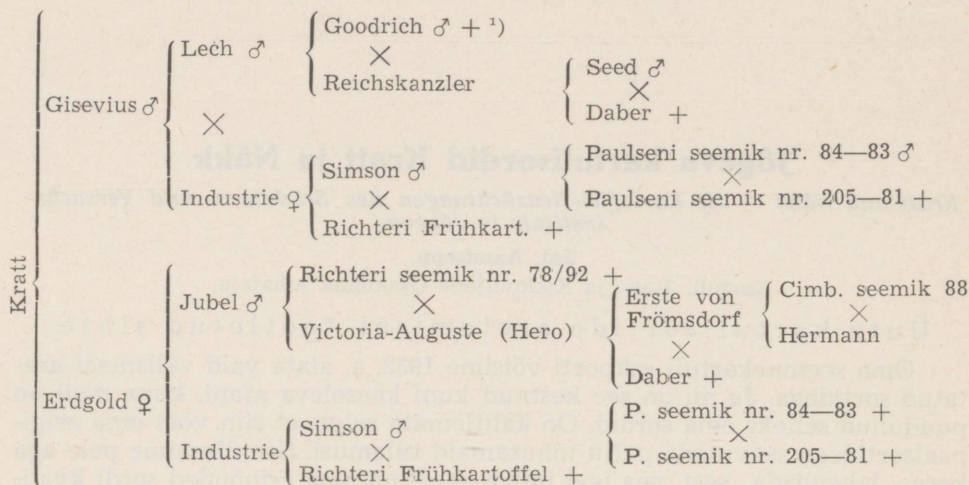 Goodrich ♂ + ¹)
Lech ♂
×
Reichskanzler
Seed ♂
×
Gisevius ♂
×
Daber +
Paulseni seemik nr. 84—83 ♂
Simson ♂
×
Industrie ♀
×
Paulseni seemik nr. 205—81 +
Richteri Frühkart. +
Kratt
Richteri seemik nr. 78/92 +
Jubel ♂
×
Erste von
Frömsdorf
Cimb. seemik 88
×
Hermann
Victoria-Auguste (Hero)
×
Daber +
Erdgold ♀
P. seemik nr. 84—83 +
Simson ♂
×
Industrie
×
P. seemik nr. 205—81 +
Richteri Frühkartoffel +